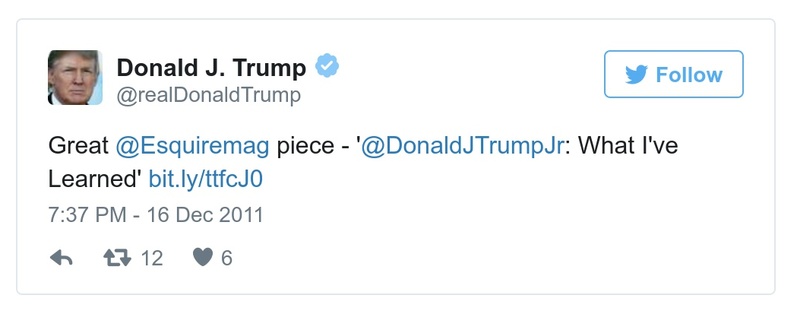 Donald J. Trump
@realDonaldTrump
Follow
Great @Esquiremag piece - '@DonaldJTrumpJr: What I've
Learned' bit.ly/ttfcJ0
7:37 PM - 16 Dec 2011
12 6